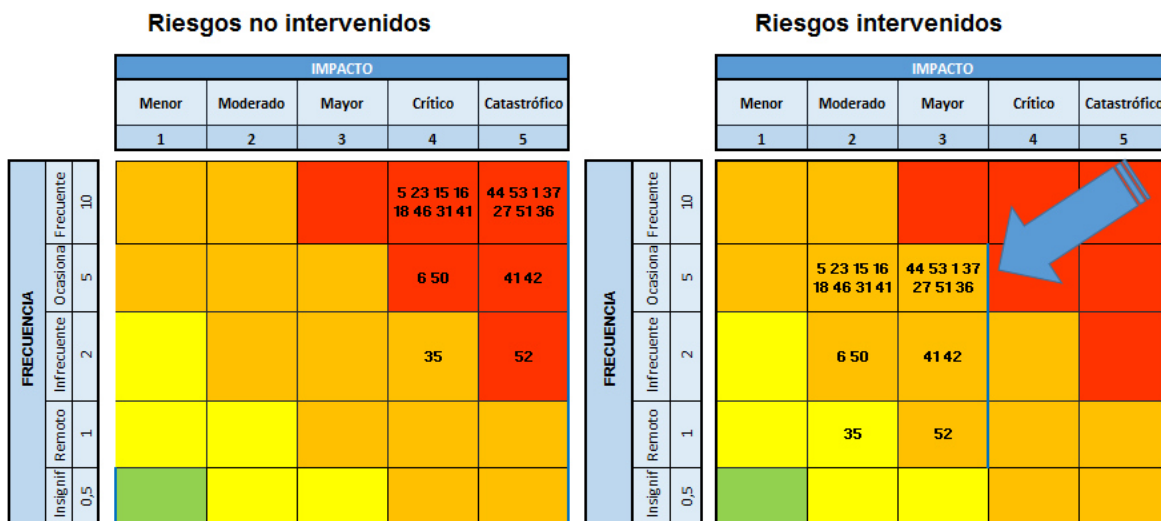 Riesgos no intervenidos
IMPACTO
Menor Moderado Mayor Crítico Catastrófico
1 2 3 4 5
FRECUENCIA
Frecuente 10
5 23 15 16 44 53 1 37
18 46 31 41 27 51 36
Ocasiona 5
6 50 41 42
Infrecuente 2
35 52
Remoto 1
Insignif 0,5
Riesgos intervenidos
IMPACTO
Menor Moderado Mayor Crítico Catastrófico
1 2 3 4 5
FRECUENCIA
Frecuente 10
Ocasiona 5
5 23 15 16 44 53 1 37
18 46 31 41 27 51 36
Infrecuente 2
6 50 41 42
Remoto 1
35 52
Insignif 0,5